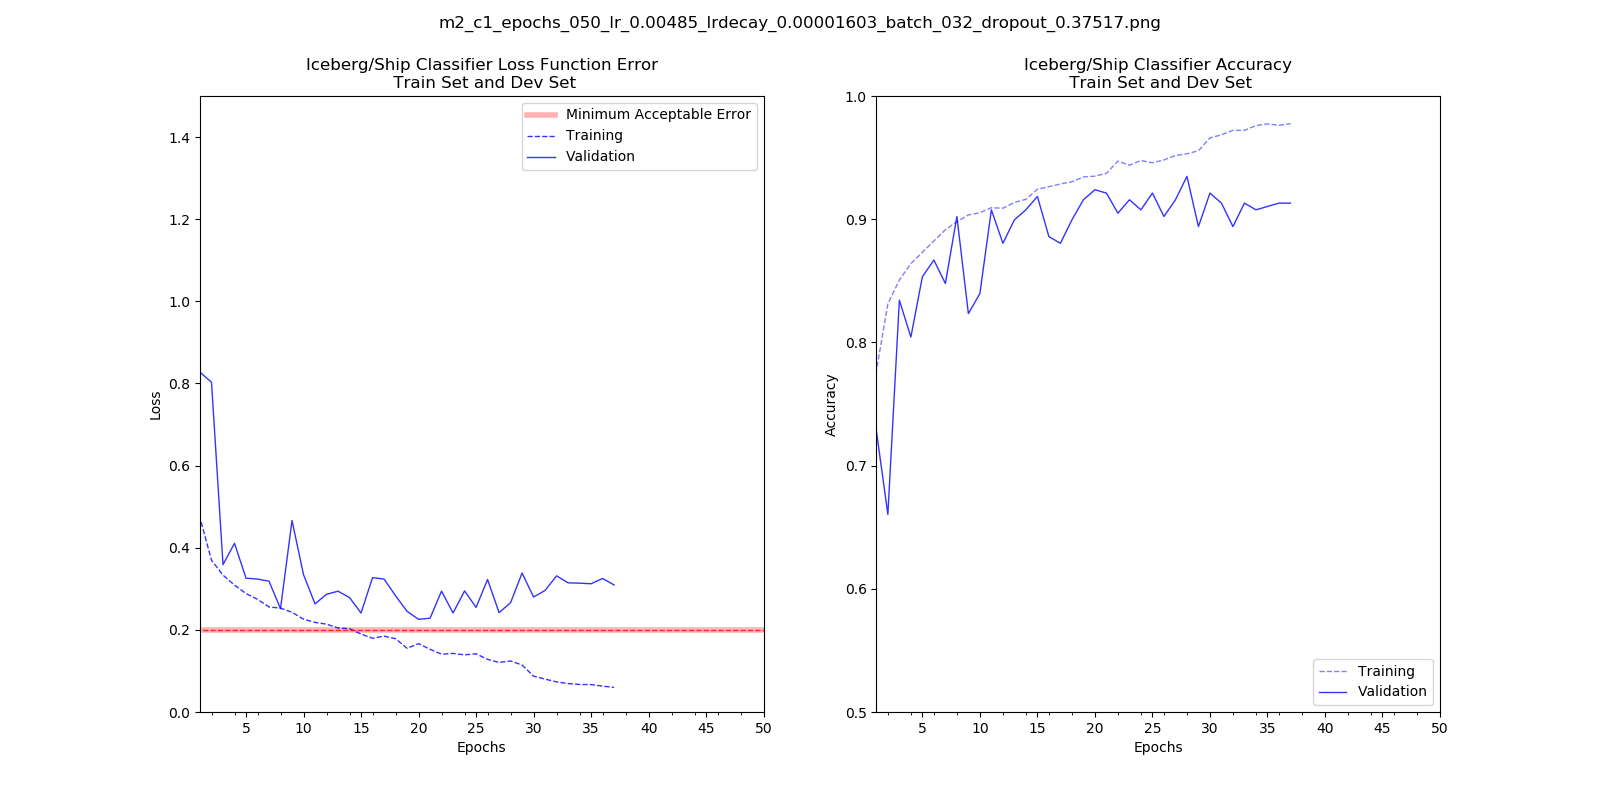 m2_c1_epochs_050_lr_0.00485_lrdecay_0.00001603_batch_032_dropout_0.37517.png
Iceberg/Ship Classifier Loss Function Error
Train Set and Dev Set
Minimum Acceptable Error
Training
Validation
1.4
1.2
1.0
0.8
0.6
0.4
0.2
0.0
Loss
5 10 15 20 25 30 35 40 45 50
Epochs
Iceberg/Ship Classifier Accuracy
Train Set and Dev Set
1.0
0.9
0.8
0.7
0.6
0.5
Accuracy
Training
Validation
5 10 15 20 25 30 35 40 45 50
Epochs